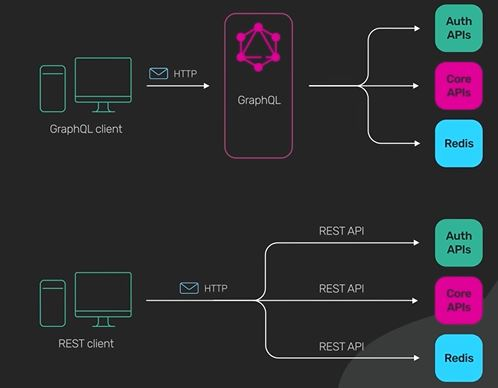 Auth
APIs
HTTP
Core
APIs
GraphQL
GraphQL client
Redis
REST API
Auth
APIs
HTTP
REST API
Core
APIs
REST client
REST API
Redis